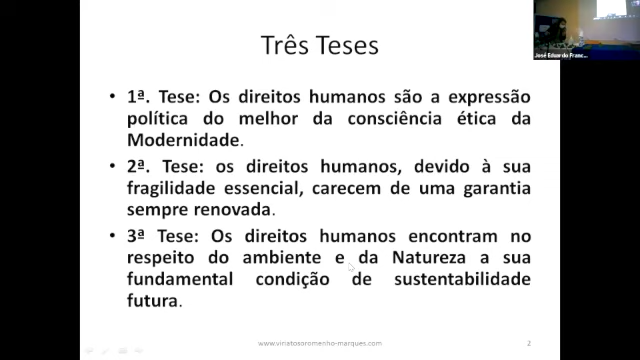 Três Teses
• 1ª. Tese: Os direitos humanos são a expressão
política do melhor da consciência ética da
Modernidade.
• 2ª. Tese: os direitos humanos, devido à sua
fragilidade essencial, carecem de uma garantia
sempre renovada.
• 3ª Tese: Os direitos humanos encontram no
respeito do ambiente e da Natureza a sua
fundamental condição de sustentabilidade
futura.
www.viriatosoromenho-marques.com
2
José Eduardo Franc...